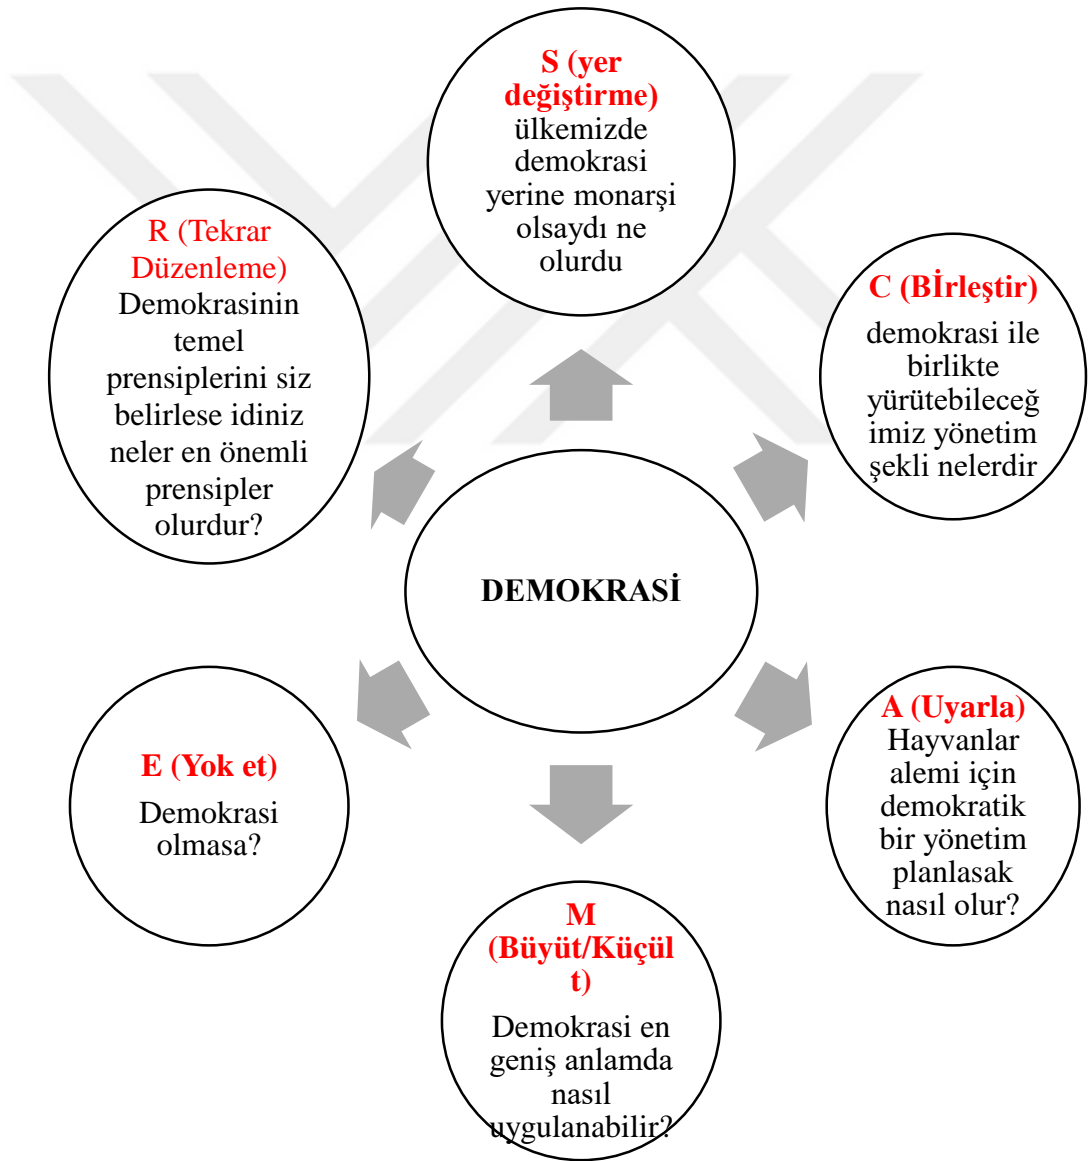 S (yer
değiştirme)
ülkemizde
demokrasi
yerine monarşi
olsaydı ne
olurdu
C (Bİrleştir)
demokrasi ile
birlikte
yürütebileceğ
imiz yönetim
şekli nelerdir
A (Uyarla)
Hayvanlar
alemi için
demokratik
bir yönetim
planlasak
nasıl olur?
M
(Büyüt/Küçül
t)
Demokrasi en
geniş anlamda
nasıl
uygulanabilir?
E (Yok et)
Demokrasi
olmasa?
R (Tekrar
Düzenleme)
Demokrasinin
temel
prensiplerini siz
belirlese idiniz
neler en önemli
prensipler
olurdur?
DEMOKRASİ